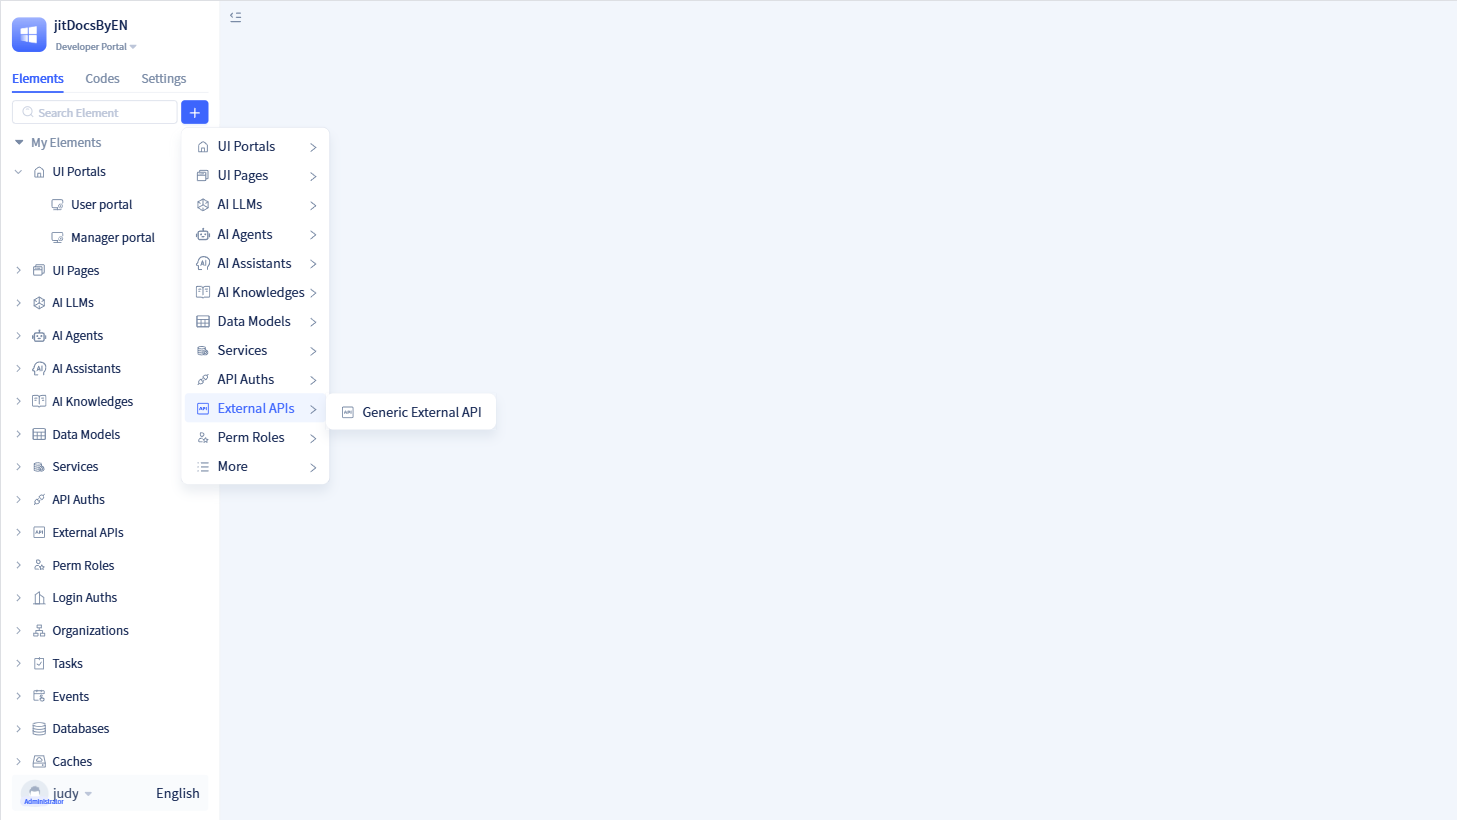 jitDocsByEN
Developer Portal
Elements Codes Settings
Search Element
My Elements
UI Portals
User portal
Manager portal
UI Pages
AI LLMs
AI Agents
AI Assistants
AI Knowledges
Data Models
Services
API Auths
External APIs
Perm Roles
Login Auths
Organizations
Tasks
Events
Databases
Caches
judy
Administrator
English
UI Portals
UI Pages
AI LLMs
AI Agents
AI Assistants
AI Knowledges
Data Models
Services
API Auths
External APIs
Perm Roles
More
Generic External API